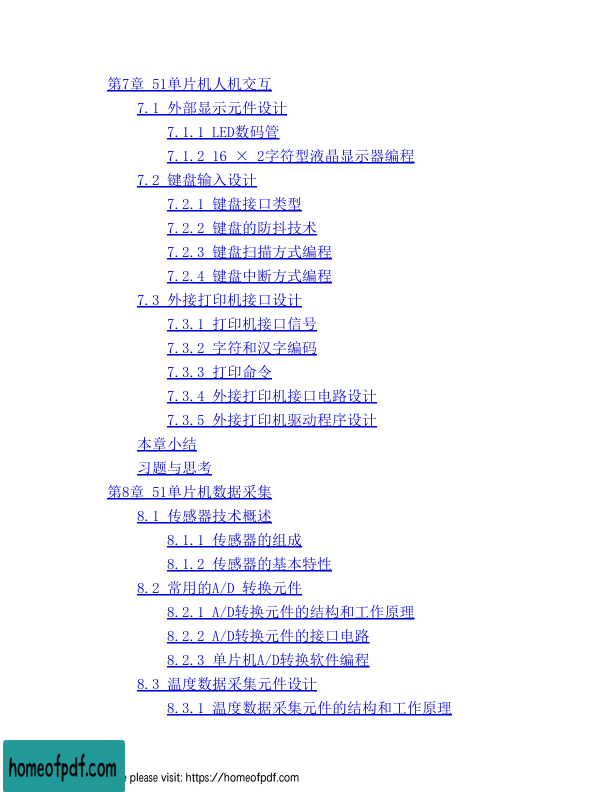 第7章 51单片机人机交互
7.1 外部显示元件设计
7.1.1 LED数码管
7.1.2 16 × 2字符型液晶显示器编程
7.2 键盘输入设计
7.2.1 键盘接口类型
7.2.2 键盘的防抖技术
7.2.3 键盘扫描方式编程
7.2.4 键盘中断方式编程
7.3 外接打印机接口设计
7.3.1 打印机接口信号
7.3.2 字符和汉字编码
7.3.3 打印命令
7.3.4 外接打印机接口电路设计
7.3.5 外接打印机驱动程序设计
本章小结
习题与思考
第8章 51单片机数据采集
8.1 传感器技术概述
8.1.1 传感器的组成
8.1.2 传感器的基本特性
8.2 常用的A/D 转换元件
8.2.1 A/D转换元件的结构和工作原理
8.2.2 A/D转换元件的接口电路
8.2.3 单片机A/D转换软件编程
8.3 温度数据采集元件设计
8.3.1 温度数据采集元件的结构和工作原理
homeofpdf.com
please visit: https://homeofpdf.com